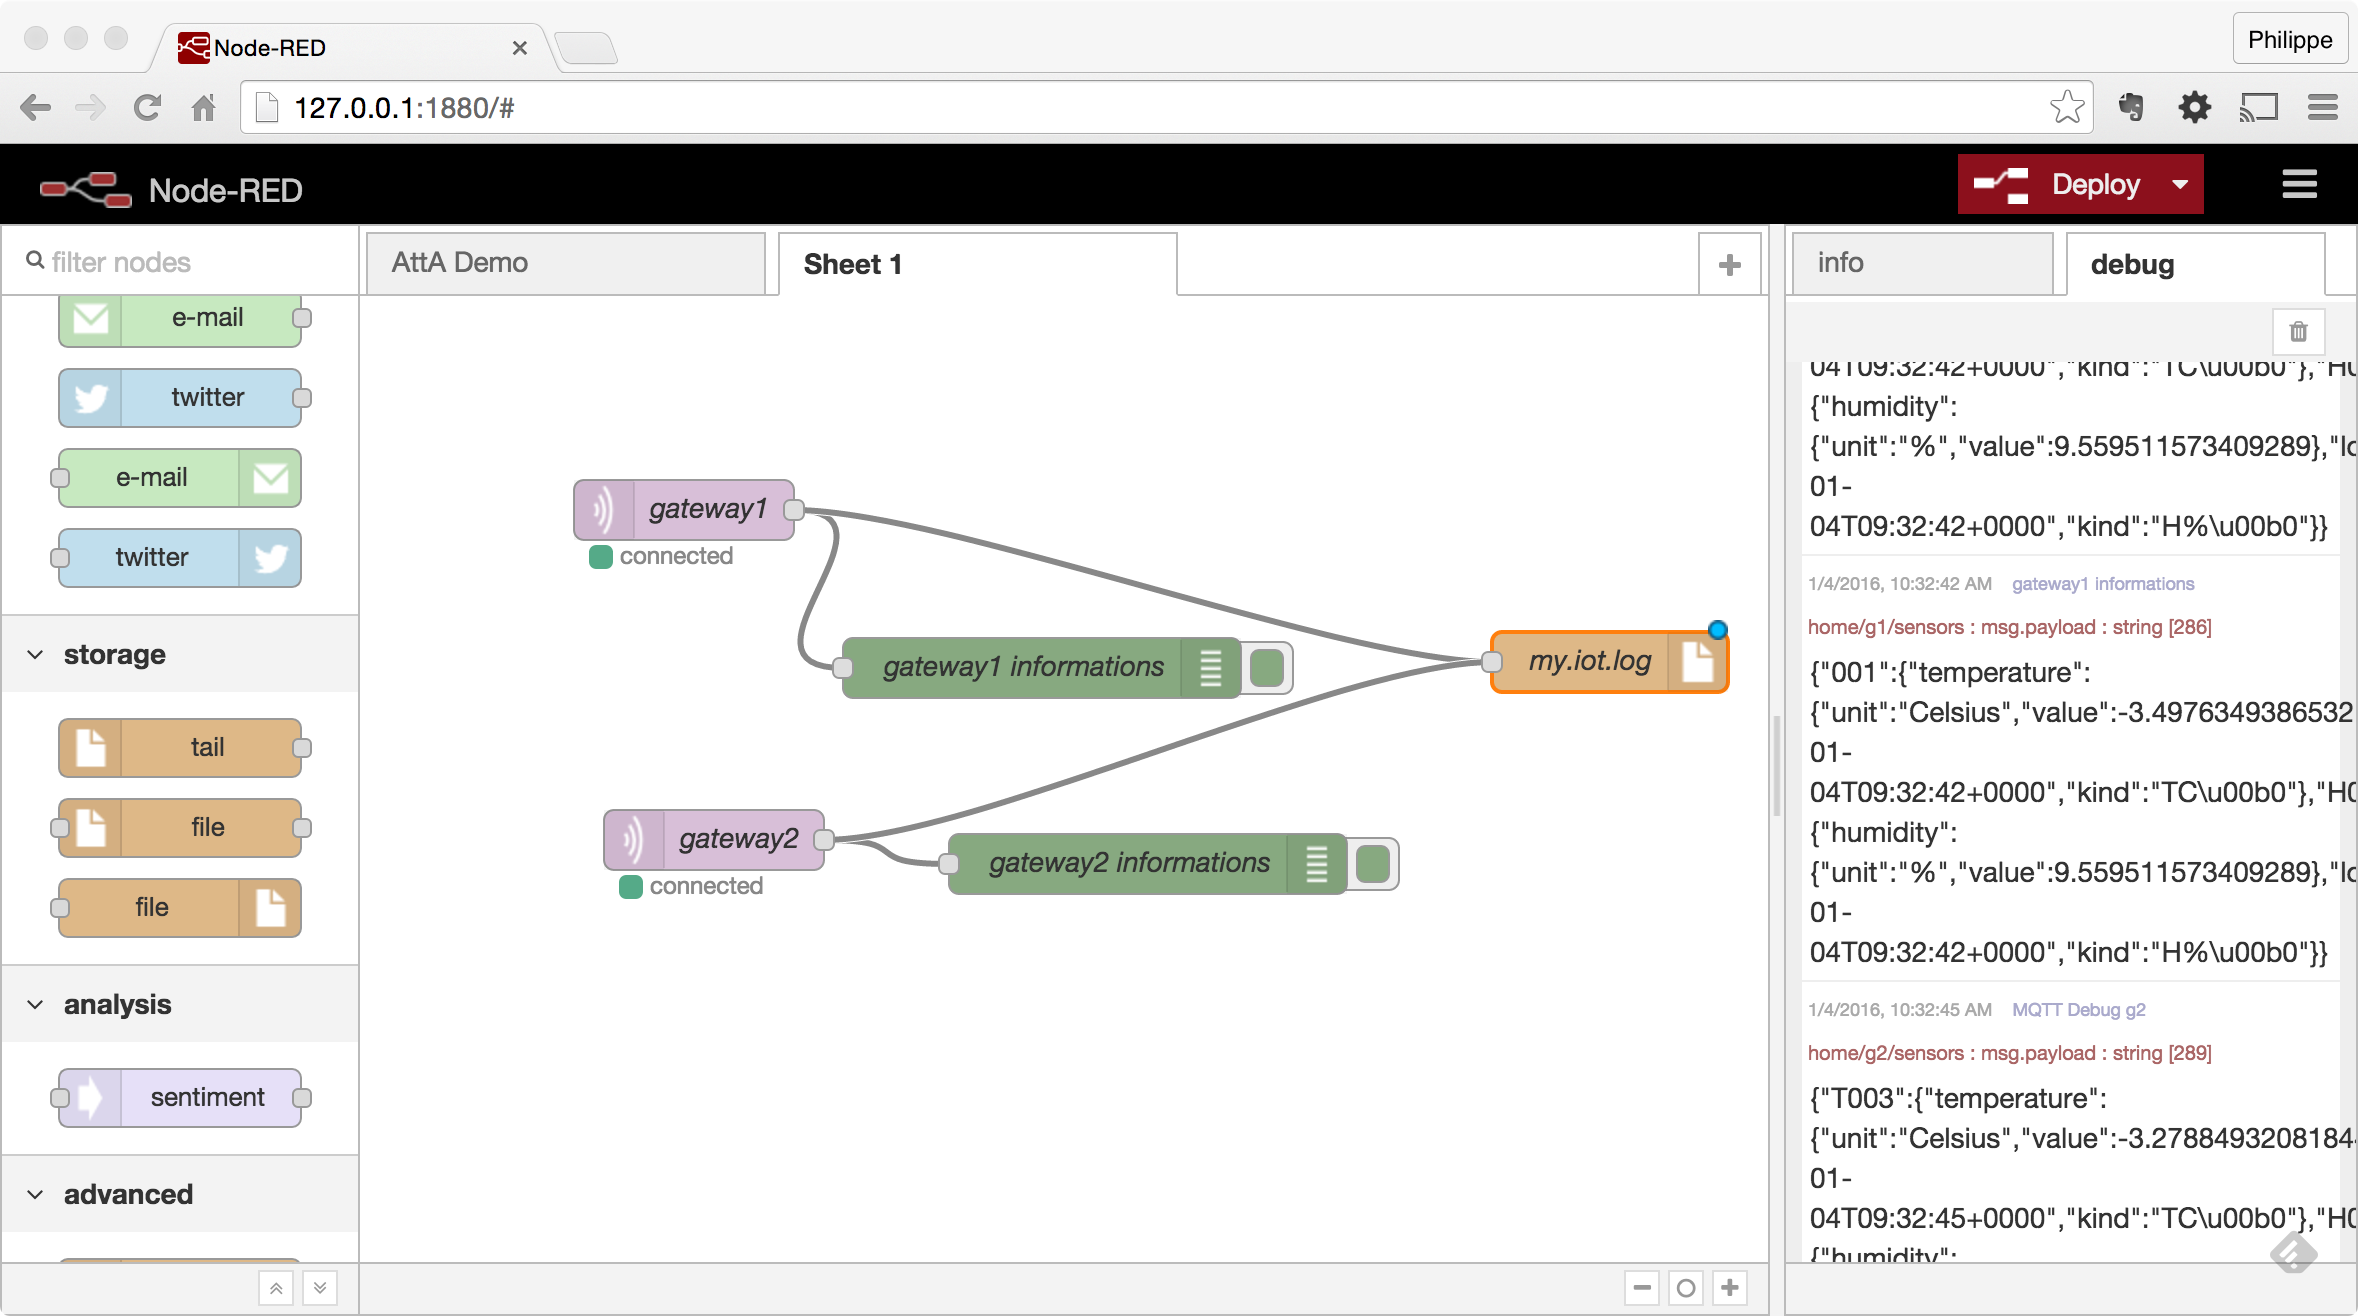 Node-RED
Philippe
127.0.0.1:1880/#
Node-RED
Deploy
filter nodes
e-mail
twitter
e-mail
twitter
storage
tail
file
file
analysis
sentiment
advanced
AttA Demo
Sheet 1
gateway1
connected
gateway1 informations
my.iot.log
gateway2
connected
gateway2 informations
info
debug
04T09:32:42+0000","kind":"TC\u00b0"},"H0
{"humidity":
{"unit":"%","value":9.559511573409289},"lo
01-
04T09:32:42+0000","kind":"H%\u00b0"}}
1/4/2016, 10:32:42 AM gateway1 informations
home/g1/sensors : msg.payload : string [286]
{"001":{"temperature":
{"unit":"Celsius","value":-3.4976349386532
01-
04T09:32:42+0000","kind":"TC\u00b0"},"H0
{"humidity":
{"unit":"%","value":9.559511573409289},"lo
01-
04T09:32:42+0000","kind":"H%\u00b0"}}
1/4/2016, 10:32:45 AM MQTT Debug g2
home/g2/sensors : msg.payload : string [289]
{"T003":{"temperature":
{"unit":"Celsius","value":-3.2788493208184
01-
04T09:32:45+0000","kind":"TC\u00b0"},"H0
{"humidity":